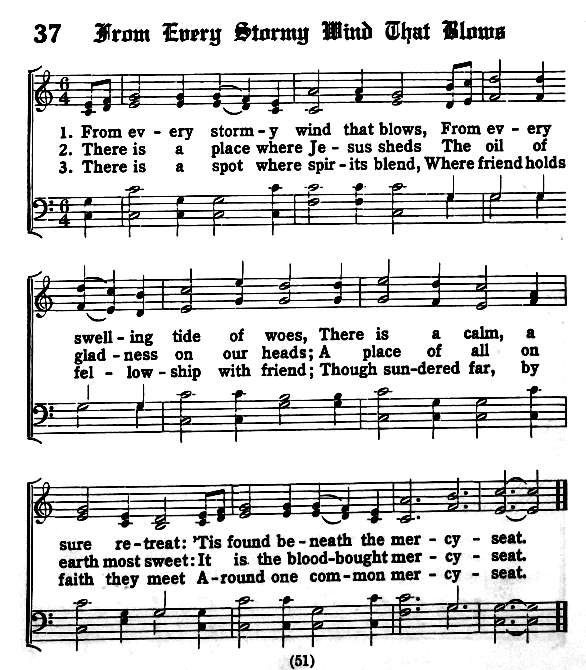 37 From Every Stormy Wind That Blows
6 4
1. From ev - ery storm - y wind that blows, From ev - ery
2. There is a place where Je - sus sheds The oil of
3. There is a spot where spir - its blend, Where friend holds
6 4
swell - ing tide of woes, There is a calm, a
glad - ness on our heads; A place of all on
fel - low - ship with friend; Though sun - dered far, by
sure re - treat: 'Tis found be - neath the mer - cy - seat.
earth most sweet: It is the blood-bought mer - cy - seat.
faith they meet A - round one com - mon mer - cy - seat.
(51)